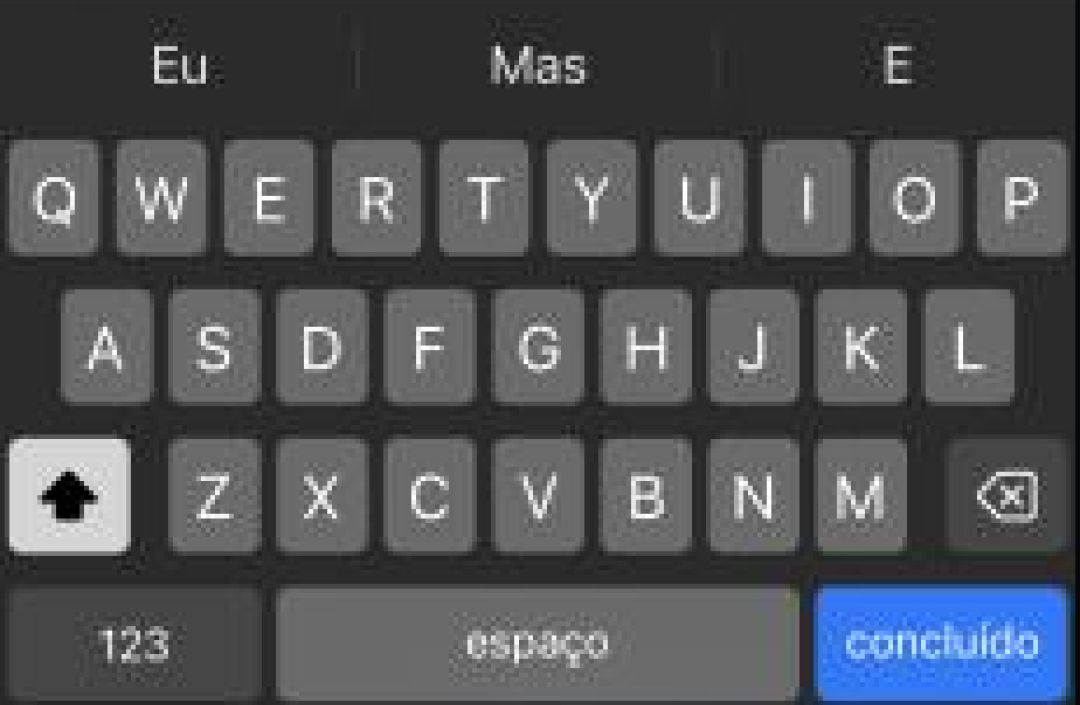 Eu Mas E
Q W E R T Y U I O P
A S D F G H J K L
Z X C V B N M
123 espaço concluído